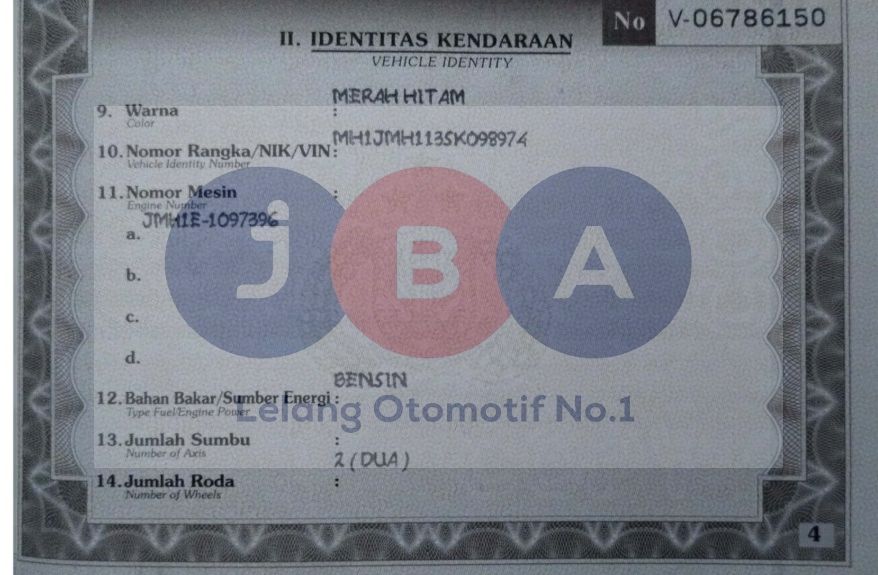 No V-06786150
II. IDENTITAS KENDARAAN
VEHICLE IDENTITY
MERAH HITAM
9. Warna :
Color
MH1JMH113SK098974
10. Nomor Rangka/NIK/VIN :
Vehicle Identity Number
11. Nomor Mesin :
Engine Number
JMH1E-1097396
a.
b.
c.
d.
JBA
BENSIN
12. Bahan Bakar/Sumber Energi :
Type Fuel/Engine Power
Lelang Otomotif No.1
13. Jumlah Sumbu :
Number of Axis
2 (DUA)
14. Jumlah Roda :
Number of Wheels
4